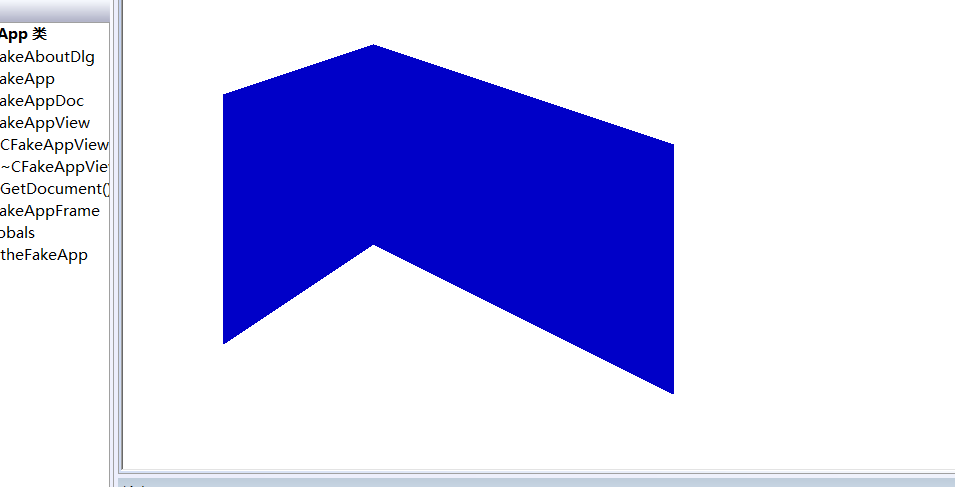 App 类
akeAboutDlg
akeApp
akeAppDoc
akeAppView
CFakeAppView
~CFakeAppVie
GetDocument()
akeAppFrame
obals
theFakeApp